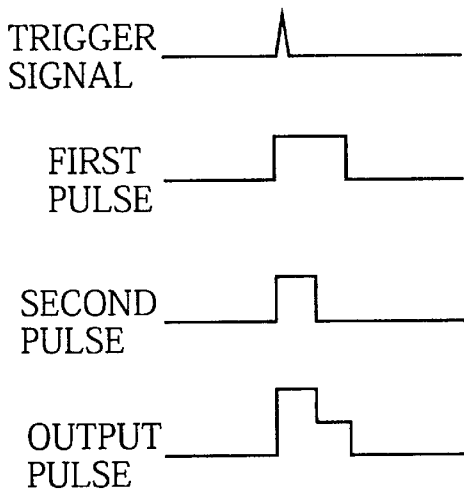 TRIGGER
SIGNAL
FIRST
PULSE
SECOND
PULSE
OUTPUT
PULSE